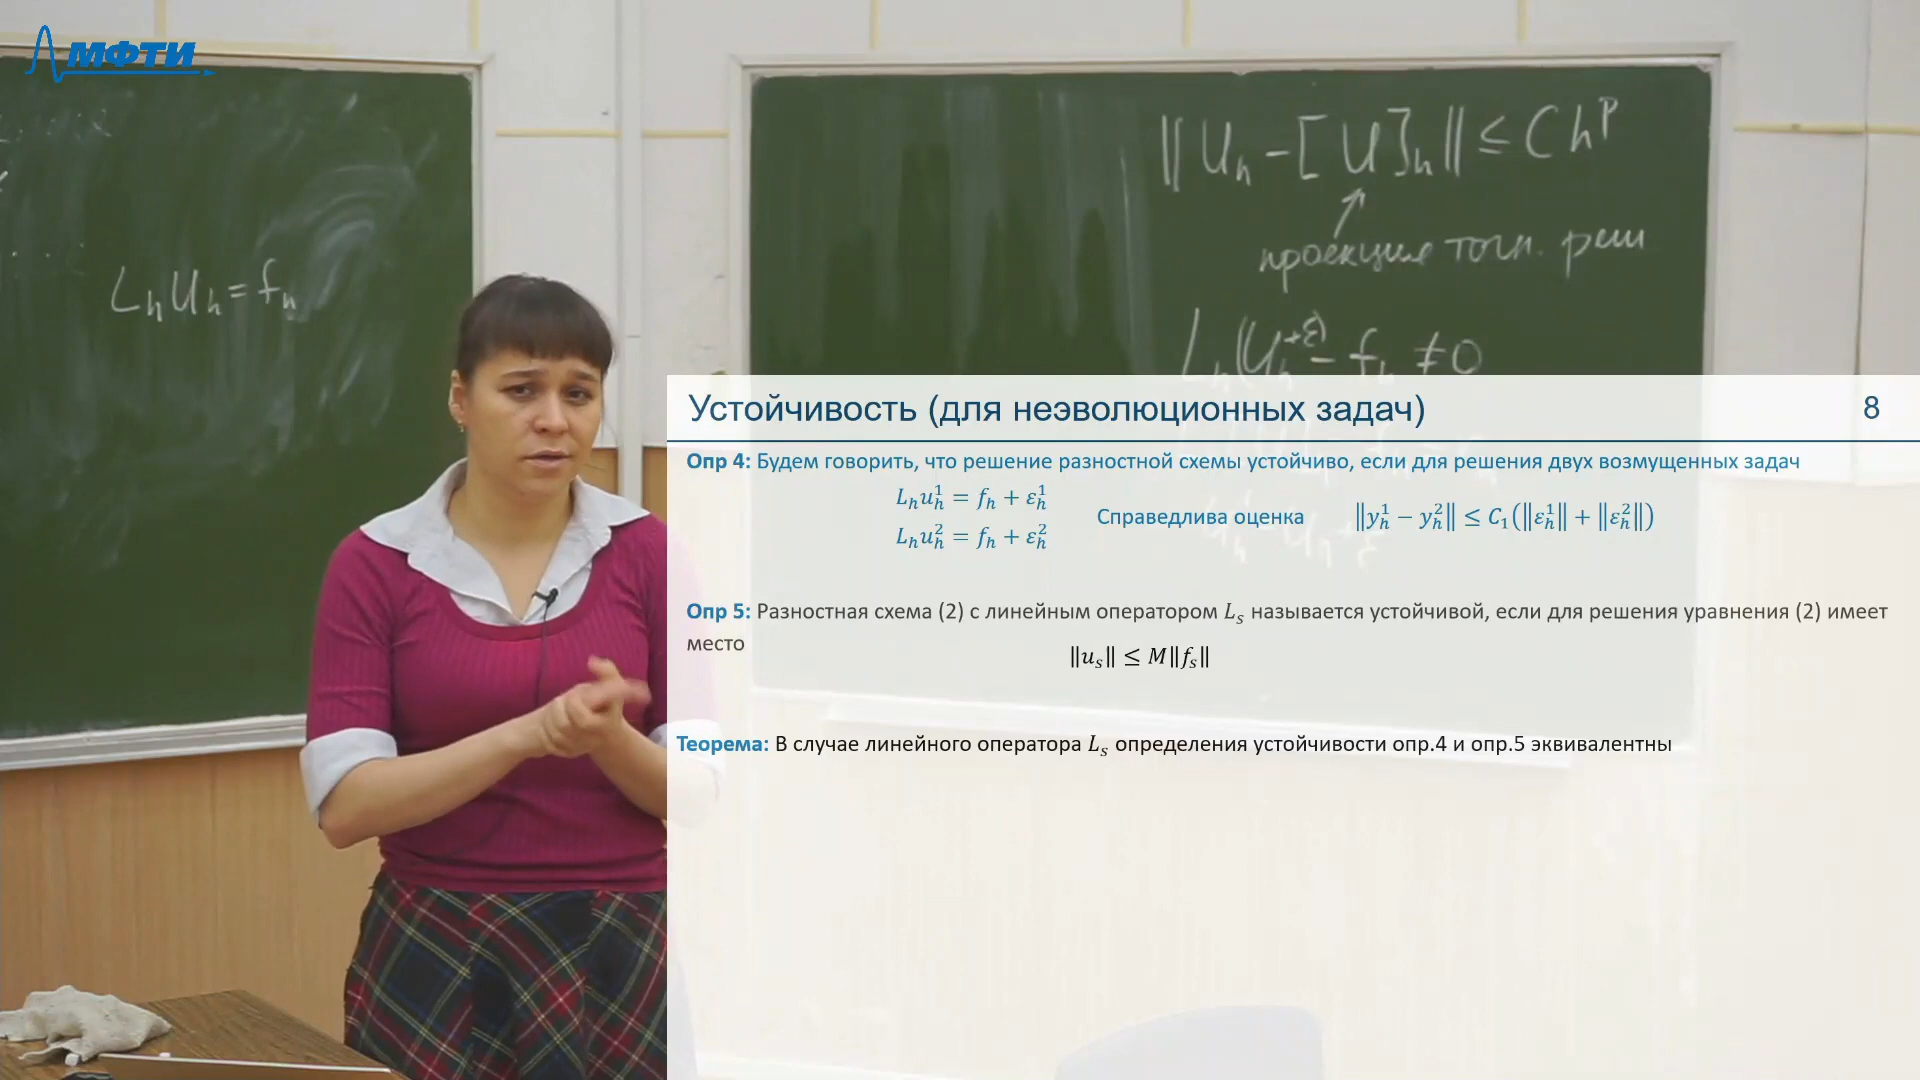 МФТИ
L_h U_h = f_h
‖U_h − [U]_h‖ ≤ Ch^p
проекция точн. реш
L_h(U_h^{+ε}) − f_h ≠ 0
Устойчивость (для неэволюционных задач)
8
Опр 4: Будем говорить, что решение разностной схемы устойчиво, если для решения двух возмущенных задач
L_h u_h^1 = f_h + ε_h^1
L_h u_h^2 = f_h + ε_h^2
Справедлива оценка ‖y_h^1 − y_h^2‖ ≤ C_1(‖ε_h^1‖ + ‖ε_h^2‖)
Опр 5: Разностная схема (2) с линейным оператором L_s называется устойчивой, если для решения уравнения (2) имеет
место
‖u_s‖ ≤ M‖f_s‖
Теорема: В случае линейного оператора L_s определения устойчивости опр.4 и опр.5 эквивалентны